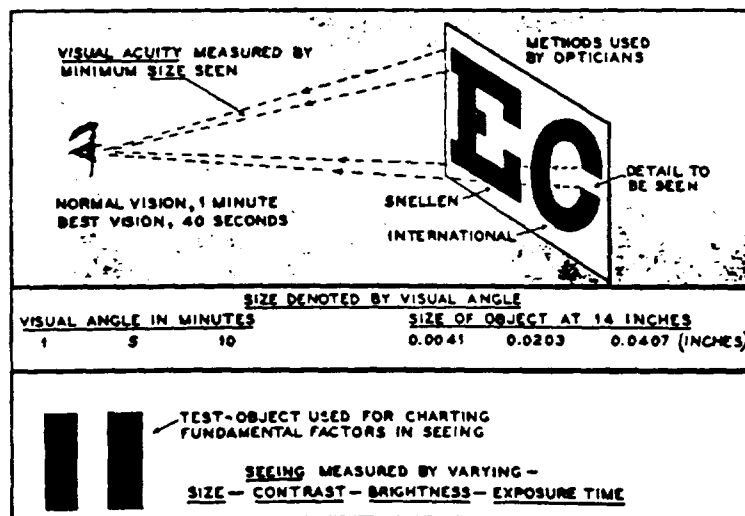 VISUAL ACUITY MEASURED BY
MINIMUM SIZE SEEN
METHODS USED
BY OPTICIANS
E C
DETAIL TO
BE SEEN
NORMAL VISION, 1 MINUTE
BEST VISION, 40 SECONDS
SNELLEN
INTERNATIONAL
SIZE DENOTED BY VISUAL ANGLE
VISUAL ANGLE IN MINUTES
SIZE OF OBJECT AT 14 INCHES
1 5 10
0.0041 0.0203 0.0407 (INCHES)
TEST-OBJECT USED FOR CHARTING
FUNDAMENTAL FACTORS IN SEEING
SEEING MEASURED BY VARYING-
SIZE - CONTRAST - BRIGHTNESS - EXPOSURE TIME